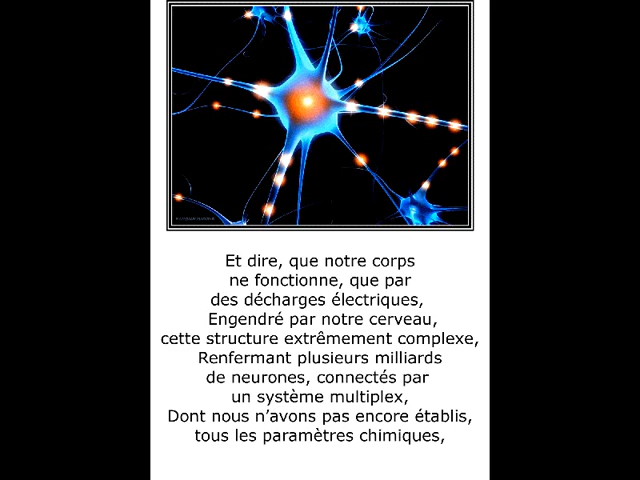 Et dire, que notre corps
ne fonctionne, que par
des décharges électriques,
Engendré par notre cerveau,
cette structure extrêmement complexe,
Renfermant plusieurs milliards
de neurones, connectés par
un système multiplex,
Dont nous n’avons pas encore établis,
tous les paramètres chimiques,